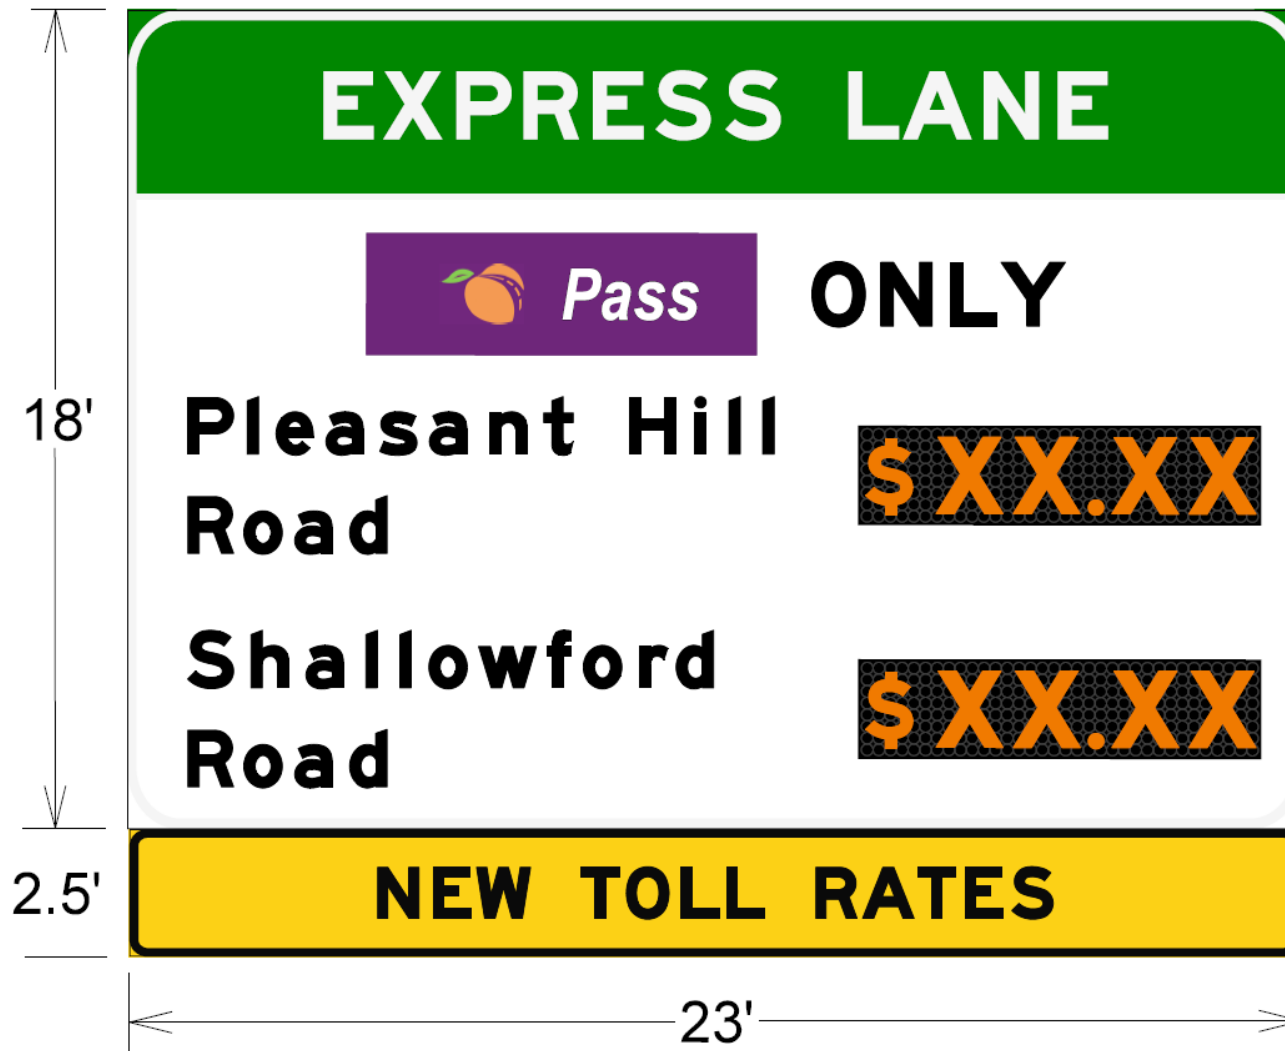 EXPRESS LANE
Pass ONLY
Pleasant Hill
Road
$XX.XX
Shallowford
Road
$XX.XX
NEW TOLL RATES
18'
2.5'
23'